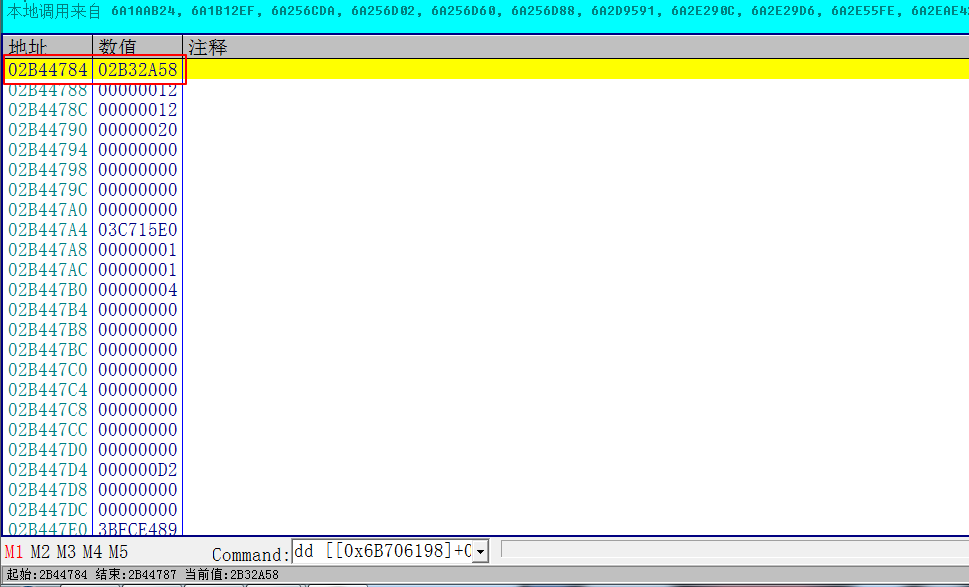 本地调用来自 6A1AAB24, 6A1B12EF, 6A256CDA, 6A256D02, 6A256D60, 6A256D88, 6A2D9591, 6A2E290C, 6A2E29D6, 6A2E55FE,
地址 数值 注释
02B44784 02B32A58
02B44788 00000012
02B4478C 00000012
02B44790 00000020
02B44794 00000000
02B44798 00000000
02B4479C 00000000
02B447A0 00000000
02B447A4 03C715E0
02B447A8 00000001
02B447AC 00000001
02B447B0 00000004
02B447B4 00000000
02B447B8 00000000
02B447BC 00000000
02B447C0 00000000
02B447C4 00000000
02B447C8 00000000
02B447CC 00000000
02B447D0 00000000
02B447D4 000000D2
02B447D8 00000000
02B447DC 00000000
02B447E0
M1 M2 M3 M4 M5 Command: dd [[0x6B706198]+0
起始:2B44784 结束:2B44787 当前值:2B32A58